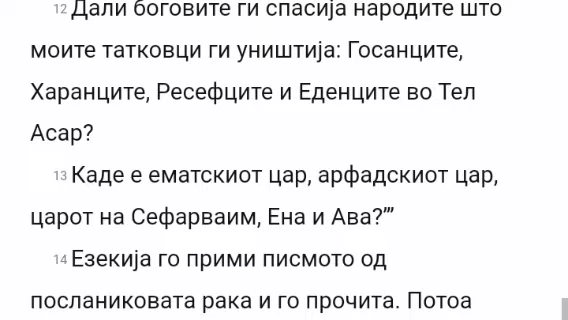 12 Дали боговите ги спасија народите што
моите татковци ги уништија: Госанците,
Харанците, Ресефците и Еденците во Тел
Асар?
13 Каде е ематскиот цар, арфадскиот цар,
царот на Сефарваим, Ена и Ава?’”
14 Езекија го прими писмото од
посланиковата рака и го прочита. Потоа